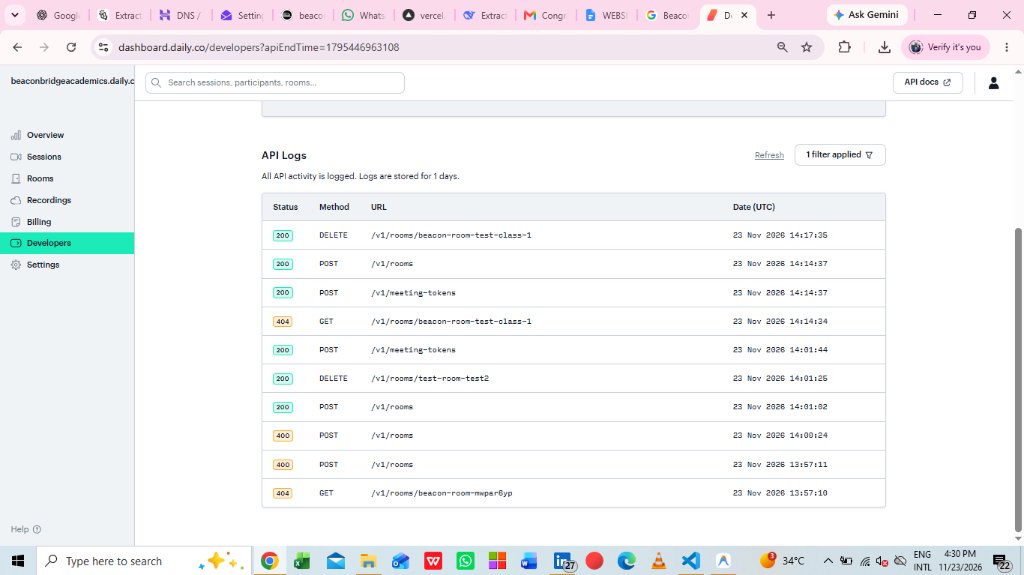 Google
Extract
DNS /
Settin
beacon
Whats
vercel
Extrac
Congr
WEBSI
Beaco
D
Ask Gemini
dashboard.daily.co/developers?apiEndTime=1795446963108
Verify it's you
beaconbridgeacademics.daily.c
Search sessions, participants, rooms...
API docs
Overview
Sessions
Rooms
Recordings
Billing
Developers
Settings
Help
API Logs
Refresh
1 filter applied
All API activity is logged. Logs are stored for 1 days.
Status Method URL Date (UTC)
200 DELETE /v1/rooms/beacon-room-test-class-1 23 Nov 2026 14:17:35
200 POST /v1/rooms 23 Nov 2026 14:14:37
200 POST /v1/meeting-tokens 23 Nov 2026 14:14:37
404 GET /v1/rooms/beacon-room-test-class-1 23 Nov 2026 14:14:34
200 POST /v1/meeting-tokens 23 Nov 2026 14:01:44
200 DELETE /v1/rooms/test-room-test2 23 Nov 2026 14:01:25
200 POST /v1/rooms 23 Nov 2026 14:01:02
400 POST /v1/rooms 23 Nov 2026 14:00:24
400 POST /v1/rooms 23 Nov 2026 13:57:11
404 GET /v1/rooms/beacon-room-mwpar6yp 23 Nov 2026 13:57:10
Type here to search
27
3
34°C
ENG
INTL
4:30 PM
11/23/2026
22